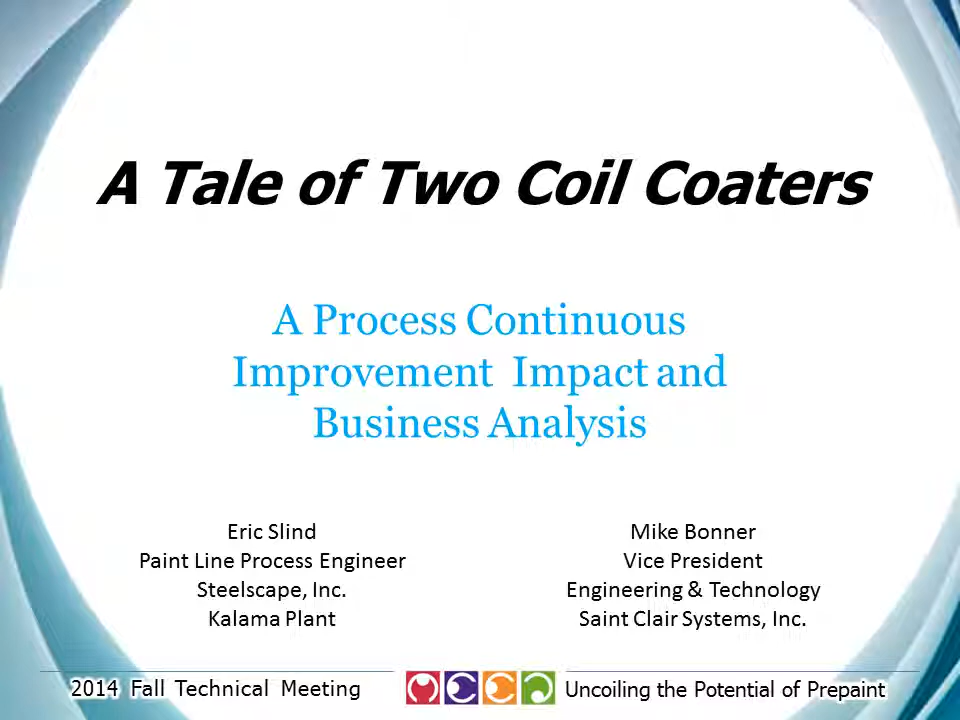 A Tale of Two Coil Coaters
A Process Continuous
Improvement Impact and
Business Analysis
Eric Slind
Paint Line Process Engineer
Steelscape, Inc.
Kalama Plant
Mike Bonner
Vice President
Engineering & Technology
Saint Clair Systems, Inc.
2014 Fall Technical Meeting
NCCA
Uncoiling the Potential of Prepaint